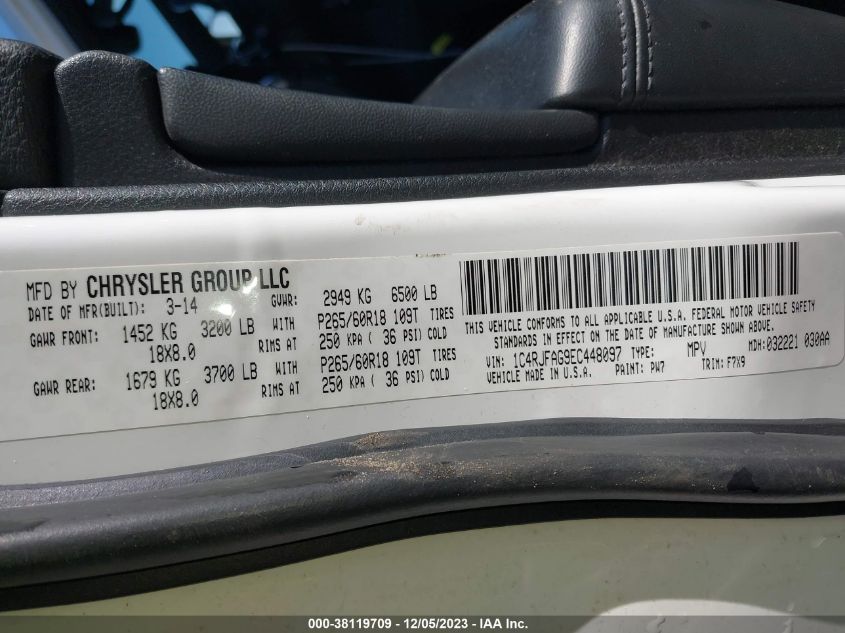 MFD BY CHRYSLER GROUP LLC
DATE OF MFR(BUILT): 3-14 GVWR: 2949 KG 6500 LB
GAWR FRONT: 1452 KG 3200 LB WITH P265/60R18 109T TIRES
18X8.0 RIMS AT 250 KPA ( 36 PSI) COLD
GAWR REAR: 1679 KG 3700 LB WITH P265/60R18 109T TIRES
18X8.0 RIMS AT 250 KPA ( 36 PSI) COLD
THIS VEHICLE CONFORMS TO ALL APPLICABLE U.S.A. FEDERAL MOTOR VEHICLE SAFETY
STANDARDS IN EFFECT ON THE DATE OF MANUFACTURE SHOWN ABOVE.
VIN: 1C4RJFAG9EC448097 TYPE: MPV MDH:032221 030AA
VEHICLE MADE IN U.S.A. PAINT: PW7 TRIM: F7X9
000-38119709 - 12/05/2023 - IAA Inc.